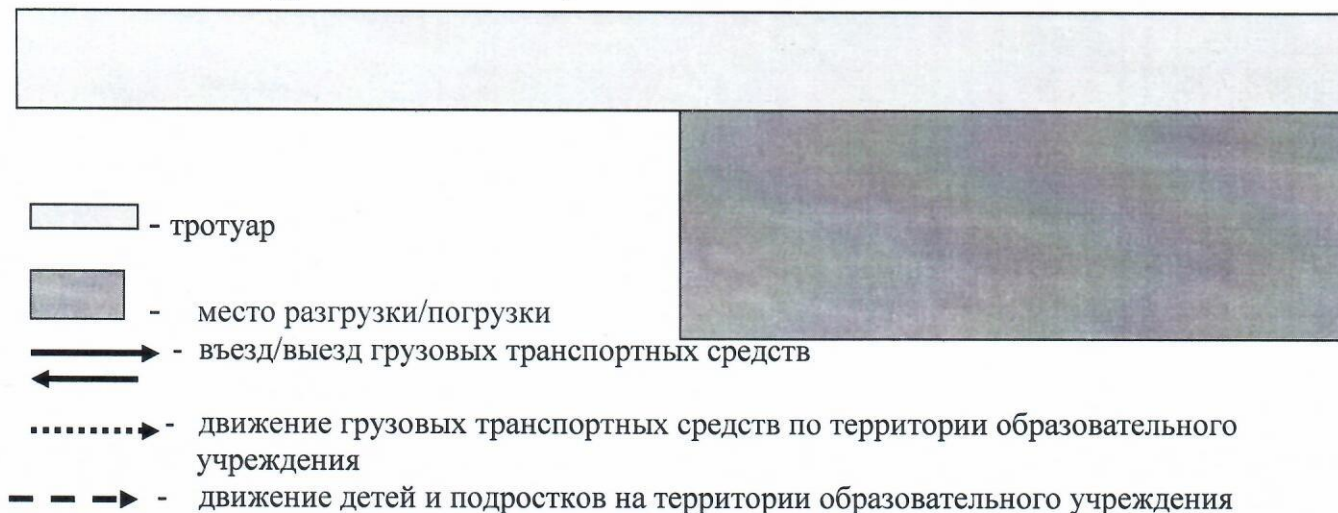 - тротуар
- место разгрузки/погрузки
- въезд/выезд грузовых транспортных средств
- движение грузовых транспортных средств по территории образовательного
учреждения
- движение детей и подростков на территории образовательного учреждения